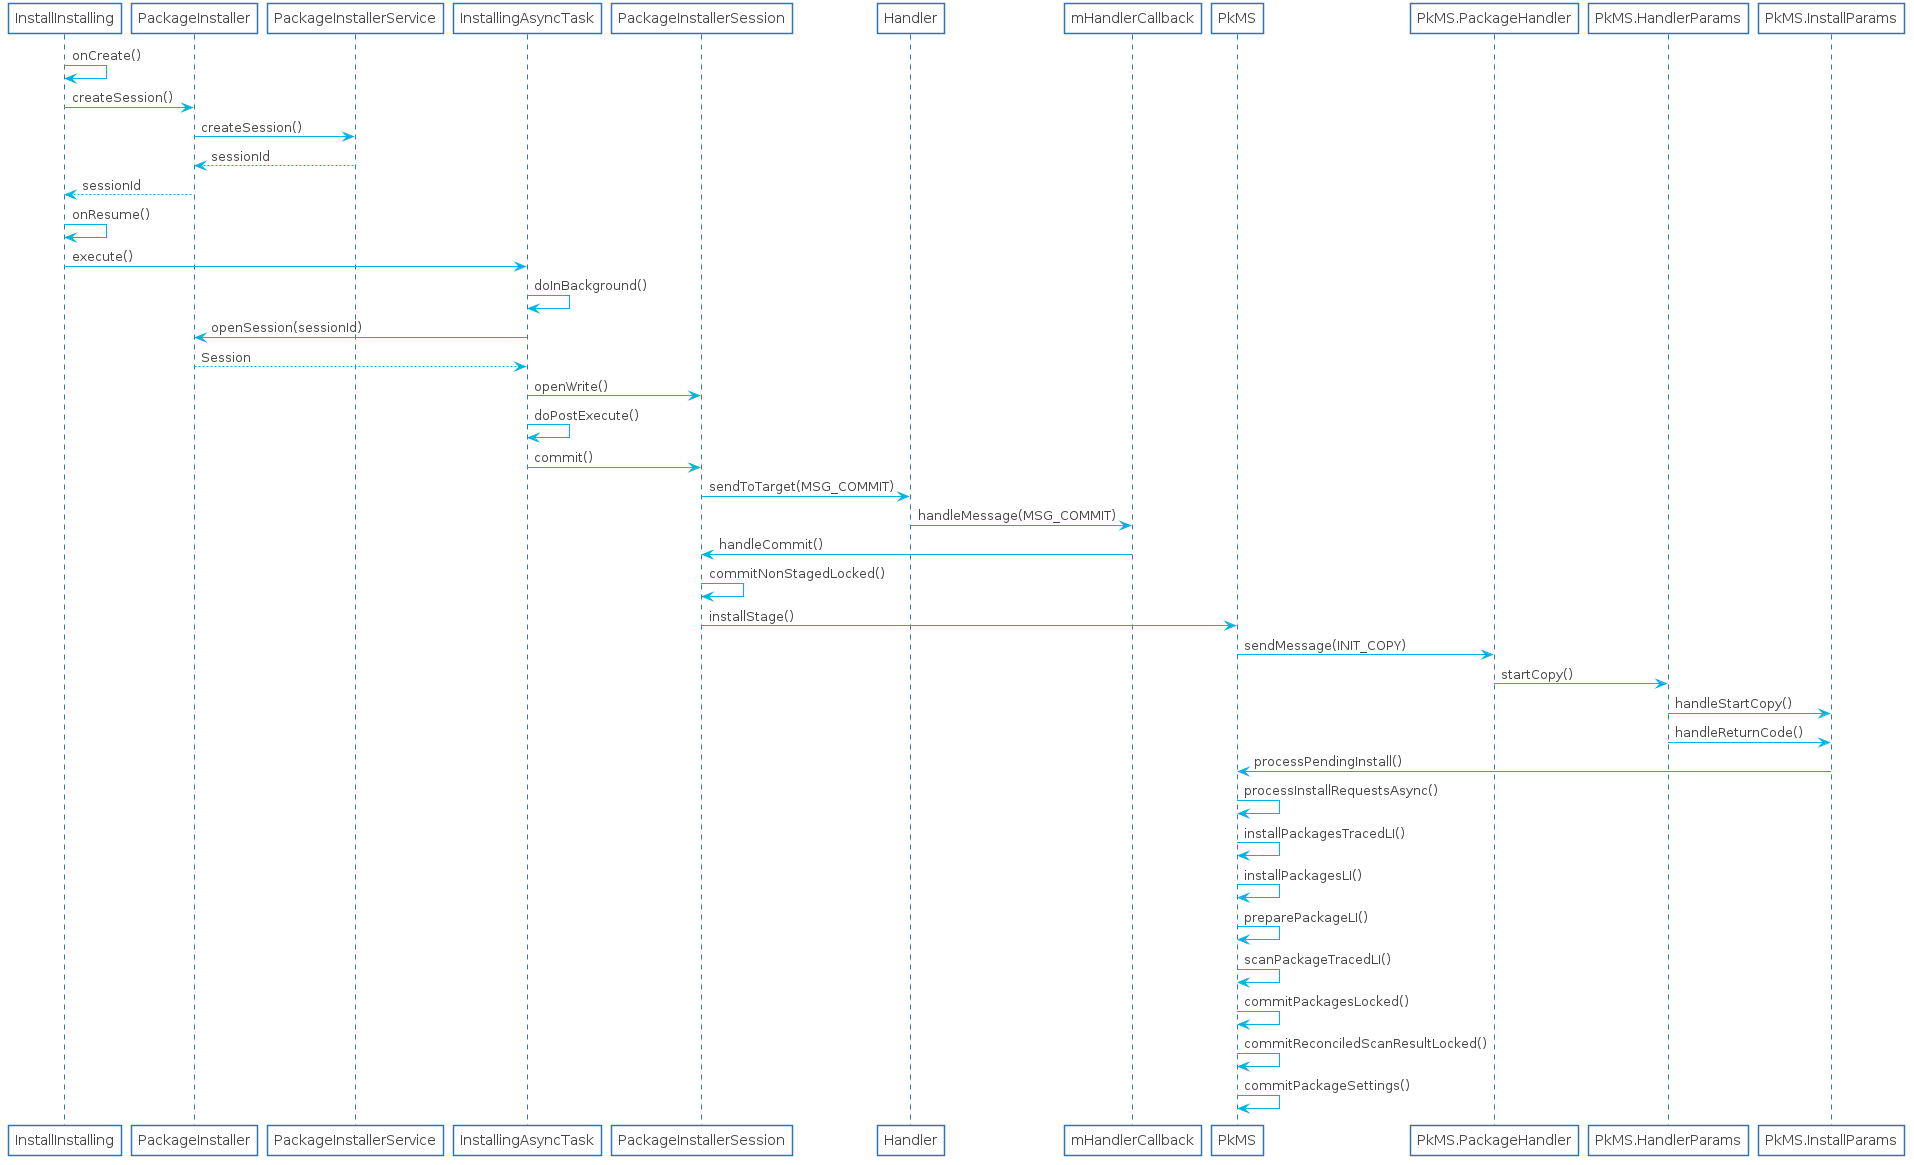 InstallInstalling
PackageInstaller
PackageInstallerService
InstallingAsyncTask
PackageInstallerSession
Handler
mHandlerCallback
PkMS
PkMS.PackageHandler
PkMS.HandlerParams
PkMS.InstallParams
onCreate()
createSession()
createSession()
sessionId
sessionId
onResume()
execute()
doInBackground()
openSession(sessionId)
Session
openWrite()
doPostExecute()
commit()
sendToTarget(MSG_COMMIT)
handleMessage(MSG_COMMIT)
handleCommit()
commitNonStagedLocked()
installStage()
sendMessage(INIT_COPY)
startCopy()
handleStartCopy()
handleReturnCode()
processPendingInstall()
processInstallRequestsAsync()
installPackagesTracedLI()
installPackagesLI()
preparePackageLI()
scanPackageTracedLI()
commitPackagesLocked()
commitReconciledScanResultLocked()
commitPackageSettings()
InstallInstalling
PackageInstaller
PackageInstallerService
InstallingAsyncTask
PackageInstallerSession
Handler
mHandlerCallback
PkMS
PkMS.PackageHandler
PkMS.HandlerParams
PkMS.InstallParams